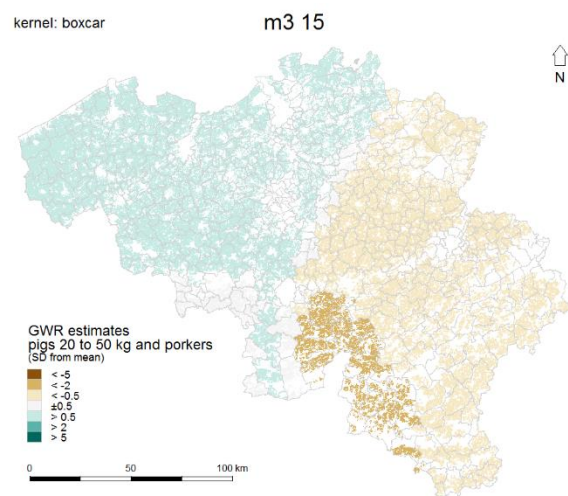 kernel: boxcar
m3 15
N
GWR estimates
pigs 20 to 50 kg and porkers
(SD from mean)
< -5
< -2
< -0.5
±0.5
> 0.5
> 2
> 5
0 50 100 km